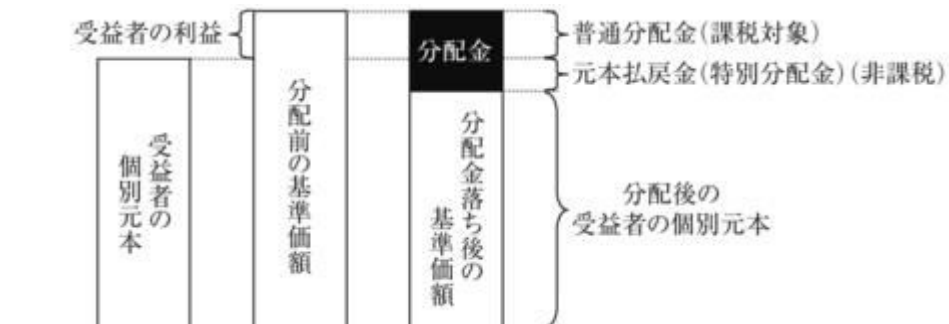 受益者の利益
分配金
普通分配金(課税対象)
元本払戻金(特別分配金)(非課税)
受益者の
個別元本
分配前の基準価額
分配金落ち後の
基準価額
分配後の
受益者の個別元本